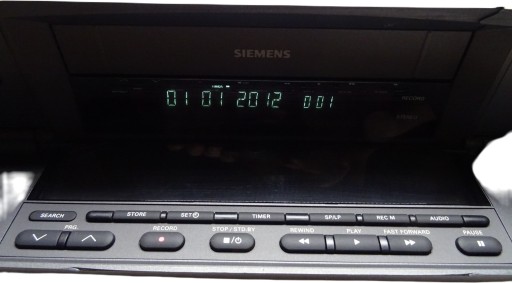 SIEMENS
01 01 2012 001
SEARCH STORE SET TIMER SP/LP REC M AUDIO
PRG. RECORD STOP / STD.BY REWIND PLAY FAST FORWARD PAUSE